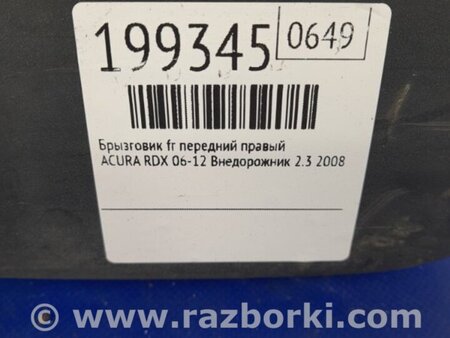 199345 0649
Брызговик fr передний правый
ACURA RDX 06-12 Внедорожник 2.3 2008
© www.razborki.com